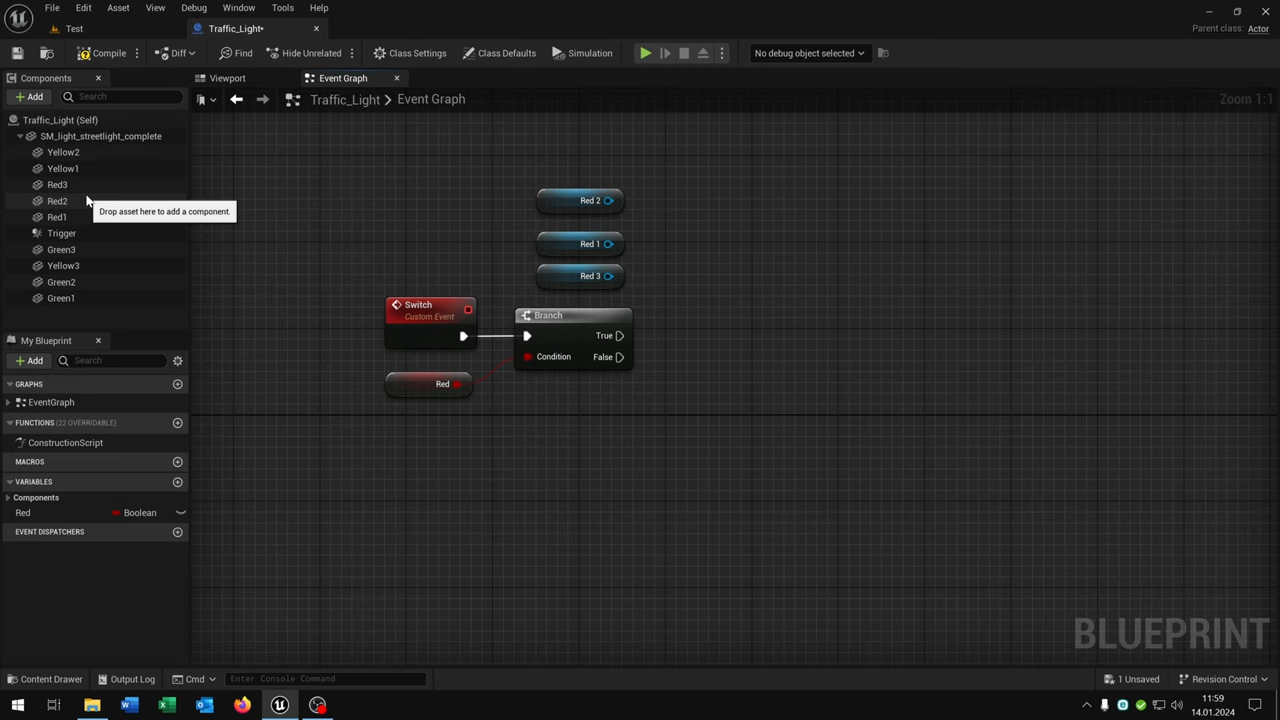 File Edit Asset View Debug Window Tools Help
Test
Traffic_Light•
Parent class: Actor
Compile
Diff
Find
Hide Unrelated
Class Settings
Class Defaults
Simulation
No debug object selected
Components
Viewport
Event Graph
Add
Search
Traffic_Light > Event Graph
Zoom 1:1
Traffic_Light (Self)
SM_light_streetlight_complete
Yellow2
Yellow1
Red3
Red2
Red1
Trigger
Green3
Yellow3
Green2
Green1
Drop asset here to add a component.
Red 2
Red 1
Red 3
Switch
Custom Event
Branch
True
Condition
False
Red
My Blueprint
Add
Search
GRAPHS
EventGraph
FUNCTIONS (22 OVERRIDABLE)
ConstructionScript
MACROS
VARIABLES
Components
Red Boolean
EVENT DISPATCHERS
BLUEPRINT
Content Drawer
Output Log
Cmd
Enter Console Command
1 Unsaved
Revision Control
11:59
14.01.2024